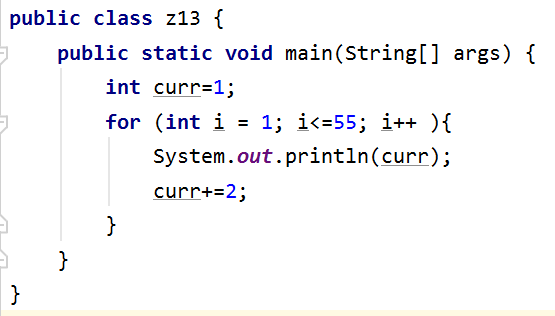 public class z13 {
    public static void main(String[] args) {
        int curr=1;
        for (int i = 1; i<=55; i++ ){
            System.out.println(curr);
            curr+=2;
        }
    }
}